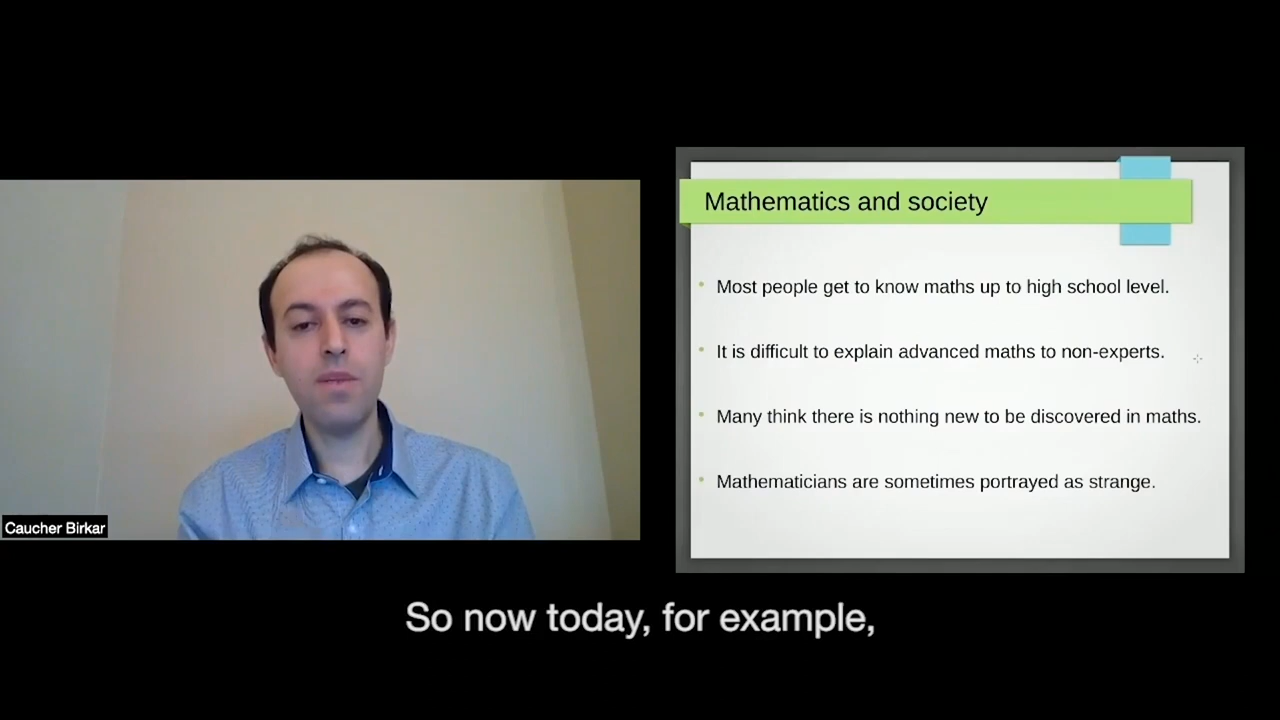 Mathematics and society
Most people get to know maths up to high school level.
It is difficult to explain advanced maths to non-experts.
Many think there is nothing new to be discovered in maths.
Mathematicians are sometimes portrayed as strange.
Caucher Birkar
So now today, for example,